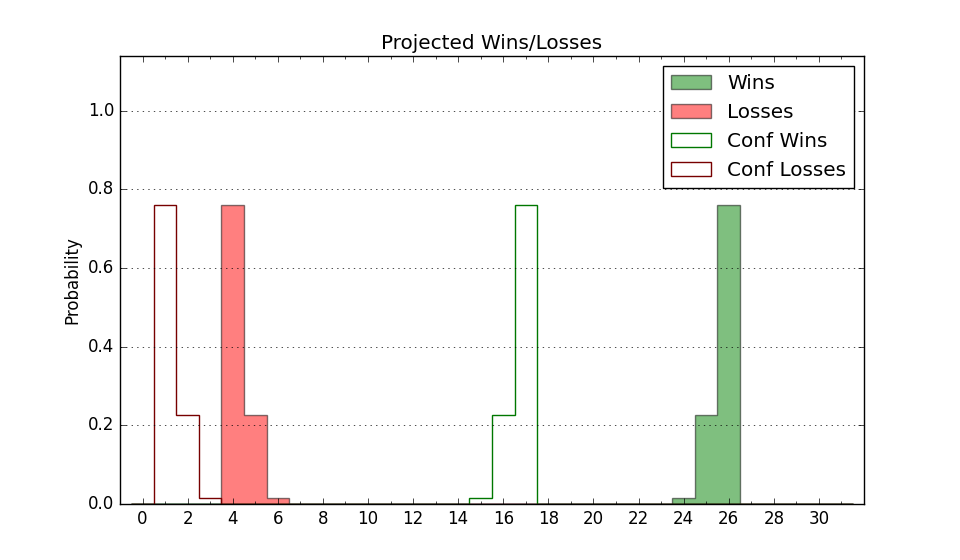 Projected Wins/Losses
Wins
Losses
Conf Wins
Conf Losses
Probability
1.0
0.8
0.6
0.4
0.2
0.0
0 2 4 6 8 10 12 14 16 18 20 22 24 26 28 30